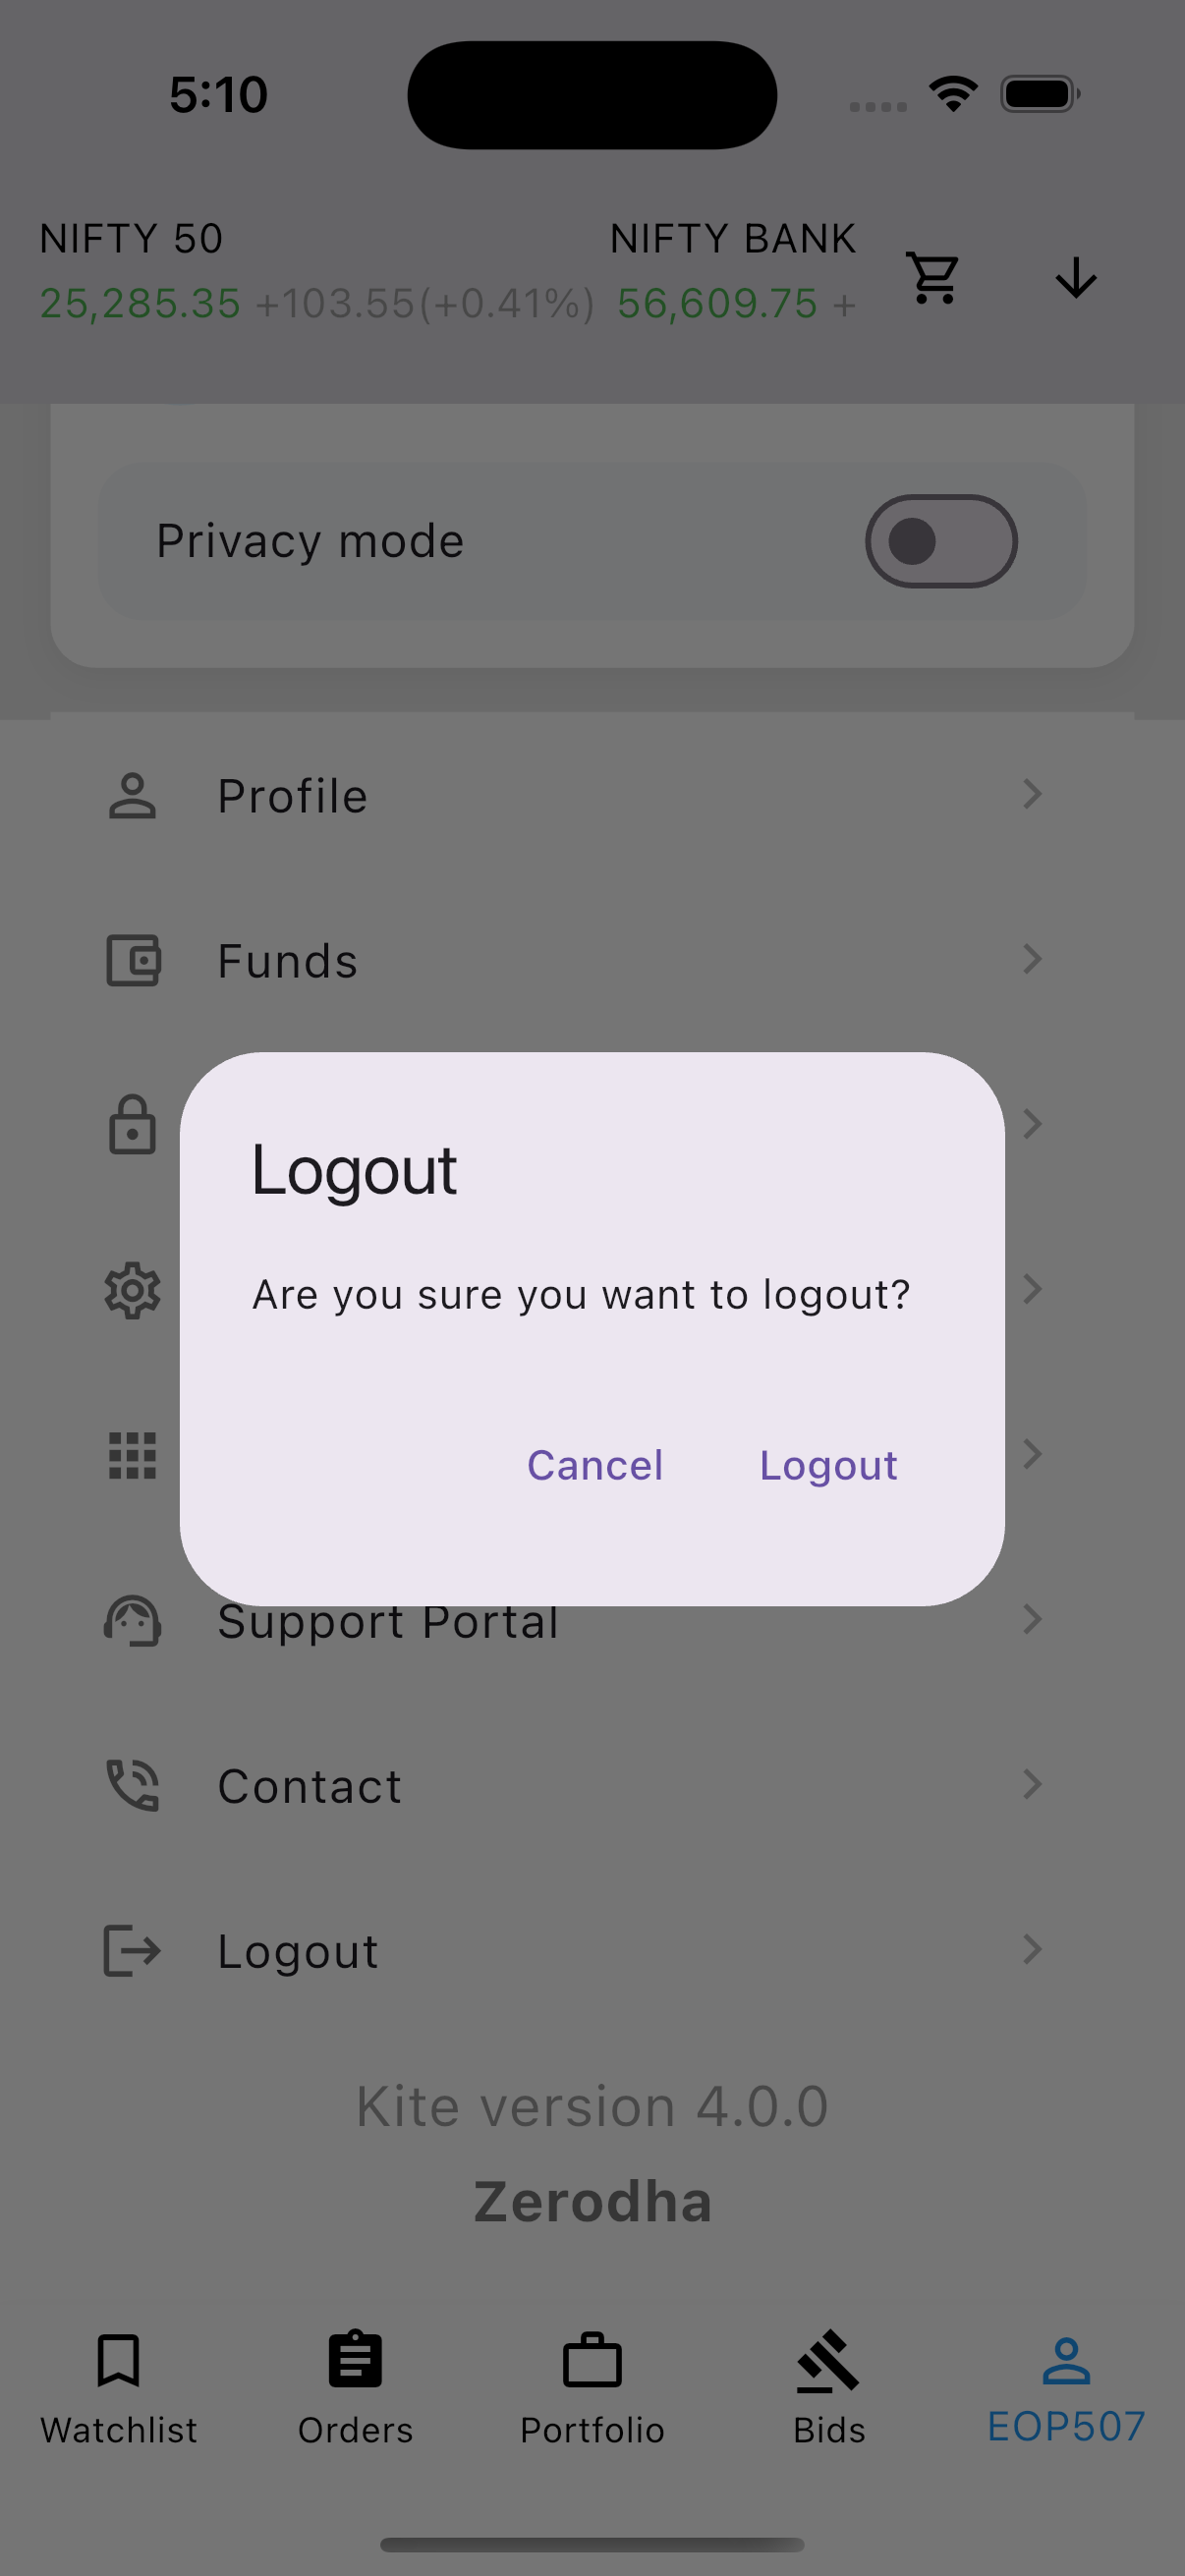 5:10
NIFTY 50 NIFTY BANK
25,285.35 +103.55(+0.41%) 56,609.75 +
Privacy mode
Profile
Funds
Logout
Are you sure you want to logout?
Cancel Logout
Support Portal
Contact
Logout
Kite version 4.0.0
Zerodha
Watchlist Orders Portfolio Bids EOP507